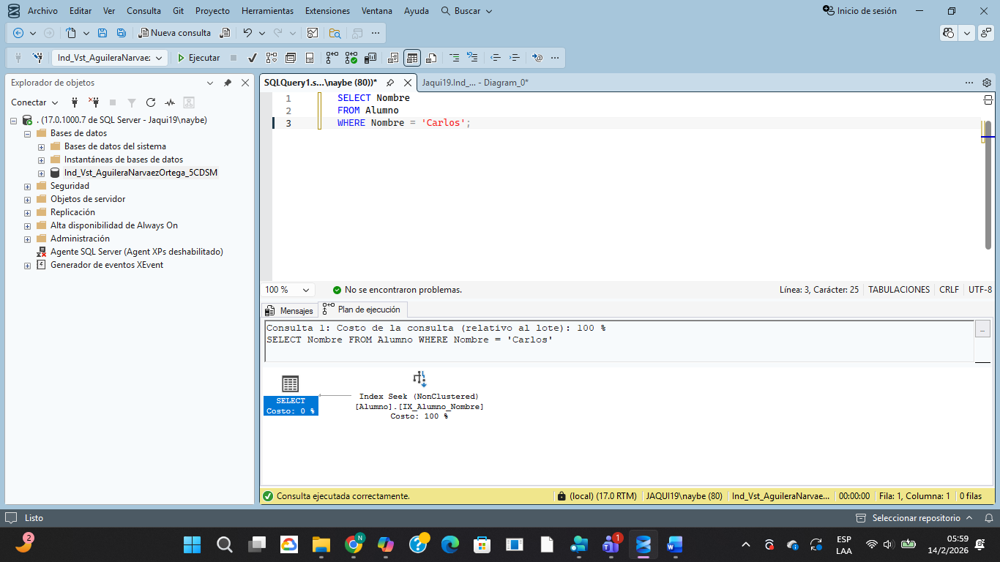 Archivo Editar Ver Consulta Git Proyecto Herramientas Extensiones Ventana Ayuda Buscar Inicio de sesión
Nueva consulta
Ind_Vst_AguileraNarvaez Ejecutar
Explorador de objetos
Conectar
. (17.0.1000.7 de SQL Server - Jaqui19\naybe)
Bases de datos
Bases de datos del sistema
Instantáneas de bases de datos
Ind_Vst_AguileraNarvaezOrtega_5CDSM
Seguridad
Objetos de servidor
Replicación
Alta disponibilidad de Always On
Administración
Agente SQL Server (Agent XPs deshabilitado)
Generador de eventos XEvent
SQLQuery1.s...\naybe (80))* Jaqui19.Ind_... - Diagram_0*
1 SELECT Nombre
2 FROM Alumno
3 WHERE Nombre = 'Carlos';
100 % No se encontraron problemas. Línea: 3, Carácter: 25 TABULACIONES CRLF UTF-8
Mensajes Plan de ejecución
Consulta 1: Costo de la consulta (relativo al lote): 100 %
SELECT Nombre FROM Alumno WHERE Nombre = 'Carlos'
SELECT
Costo: 0 %
Index Seek (NonClustered)
[Alumno].[IX_Alumno_Nombre]
Costo: 100 %
Consulta ejecutada correctamente. (local) (17.0 RTM) JAQUI19\naybe (80) Ind_Vst_AguileraNarvae... 00:00:00 Fila: 1, Columna: 1 0 filas
Listo Seleccionar repositorio
2 N 1 ESP 05:59
LAA 14/2/2026